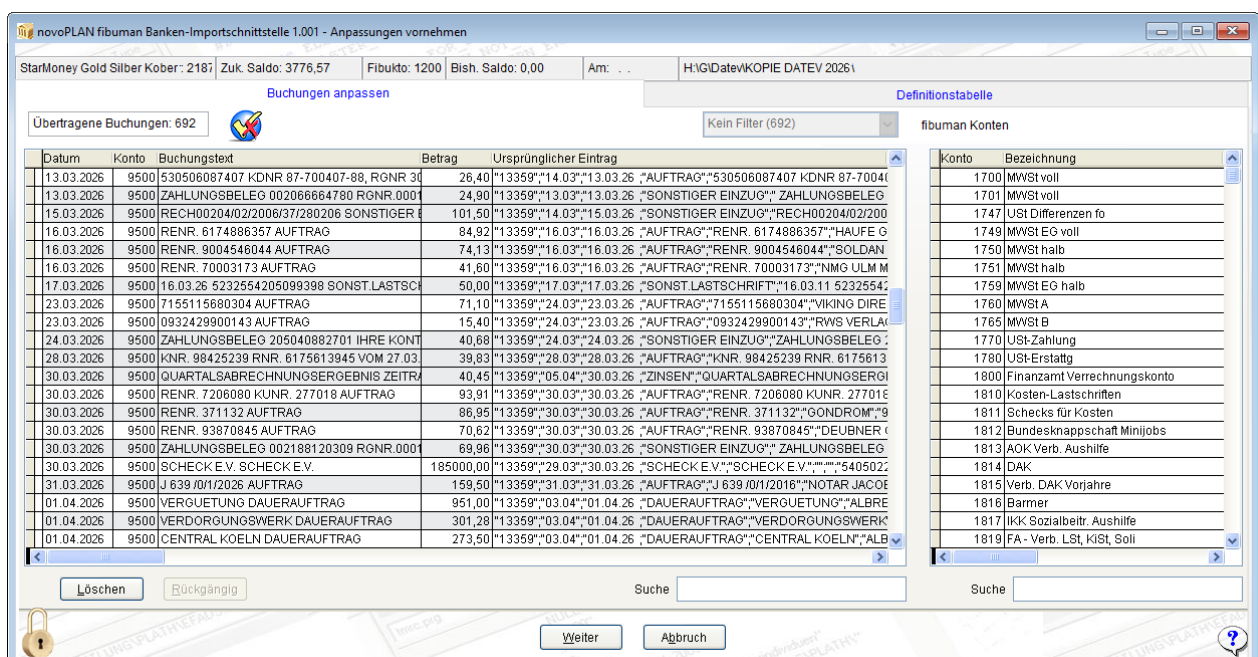 novoPLAN fibuman Banken-Importschnittstelle 1.001 - Anpassungen vornehmen
StarMoney Gold Silber Kober: 2187 Zuk. Saldo: 3776,57 Fibukto: 1200 Bish. Saldo: 0,00 Am: . . H:\G\Datev\KOPIE DATEV 2026\
Buchungen anpassen Definitionstabelle
Übertragene Buchungen: 692 Kein Filter (692) fibuman Konten
Datum Konto Buchungstext Betrag Ursprünglicher Eintrag Konto Bezeichnung
13.03.2026 9500 530506087407 KDNR 87-700407-88, RGNR 30 26,40 "13359";"14.03";"13.03.26 ;"AUFTRAG";"530506087407 KDNR 87-7004 1700 MWSt voll
13.03.2026 9500 ZAHLUNGSBELEG 002066664780 RGNR.0001 24,90 "13359";"13.03";"13.03.26 ;"SONSTIGER EINZUG";" ZAHLUNGSBELEG 1701 MWSt voll
15.03.2026 9500 RECH00204/02/2006/37/280206 SONSTIGER E 101,50 "13359";"14.03";"15.03.26 ;"SONSTIGER EINZUG";"RECH00204/02/200 1747 USt Differenzen fo
16.03.2026 9500 RENR. 6174886357 AUFTRAG 84,92 "13359";"16.03";"16.03.26 ;"AUFTRAG";"RENR. 6174886357";"HAUFE G 1749 MWSt EG voll
16.03.2026 9500 RENR. 9004546044 AUFTRAG 74,13 "13359";"16.03";"16.03.26 ;"AUFTRAG";"RENR. 9004546044";"SOLDAN 1750 MWSt halb
16.03.2026 9500 RENR. 70003173 AUFTRAG 41,60 "13359";"16.03";"16.03.26 ;"AUFTRAG";"RENR. 70003173";"NMG ULM M 1751 MWSt halb
17.03.2026 9500 16.03.26 5232554205099398 SONST.LASTSCH 50,00 "13359";"17.03";"17.03.26 ;"SONST.LASTSCHRIFT";"16.03.11 52325542 1759 MWSt EG halb
23.03.2026 9500 7155115680304 AUFTRAG 71,10 "13359";"24.03";"23.03.26 ;"AUFTRAG";"7155115680304";"VIKING DIRE 1760 MWSt A
23.03.2026 9500 0932429900143 AUFTRAG 15,40 "13359";"24.03";"23.03.26 ;"AUFTRAG";"0932429900143";"RWS VERLA 1765 MWSt B
24.03.2026 9500 ZAHLUNGSBELEG 205040882701 IHRE KONT 40,68 "13359";"24.03";"24.03.26 ;"SONSTIGER EINZUG";"ZAHLUNGSBELEG 2 1770 USt-Zahlung
28.03.2026 9500 KNR. 98425239 RNR. 6175613945 VOM 27.03. 39,83 "13359";"28.03";"28.03.26 ;"AUFTRAG";"KNR. 98425239 RNR. 6175613 1780 USt-Erstattg
30.03.2026 9500 QUARTALSABRECHNUNGSERGEBNIS ZEITRA 40,45 "13359";"05.04";"30.03.26 ;"ZINSEN";"QUARTALSABRECHNUNGSERGI 1800 Finanzamt Verrechnungskonto
30.03.2026 9500 RENR. 7206080 KUNR. 277018 AUFTRAG 93,91 "13359";"30.03";"30.03.26 ;"AUFTRAG";"RENR. 7206080 KUNR. 277018 1810 Kosten-Lastschriften
30.03.2026 9500 RENR. 371132 AUFTRAG 86,95 "13359";"30.03";"30.03.26 ;"AUFTRAG";"RENR. 371132";"GONDROM";"9 1811 Schecks für Kosten
30.03.2026 9500 RENR. 93870845 AUFTRAG 70,62 "13359";"30.03";"30.03.26 ;"AUFTRAG";"RENR. 93870845";"DEUBNER 1812 Bundesknappschaft Minijobs
30.03.2026 9500 ZAHLUNGSBELEG 002188120309 RGNR.0001 69,96 "13359";"30.03";"30.03.26 ;"SONSTIGER EINZUG";" ZAHLUNGSBELEG 1813 AOK Verb. Aushilfe
30.03.2026 9500 SCHECK E.V. SCHECK E.V. 185000,00 "13359";"29.03";"30.03.26 ;"SCHECK E.V.";"SCHECK E.V.";"";"";"5405022 1814 DAK
31.03.2026 9500 J 639 /0/1/2026 AUFTRAG 159,50 "13359";"31.03";"31.03.26 ;"AUFTRAG";"J 639 /0/1/2016";"NOTAR JACOB 1815 Verb. DAK Vorjahre
01.04.2026 9500 VERGUETUNG DAUERAUFTRAG 951,00 "13359";"03.04";"01.04.26 ;"DAUERAUFTRAG";"VERGUETUNG";"ALBRE 1816 Barmer
01.04.2026 9500 VERDORGUNGSWERK DAUERAUFTRAG 301,28 "13359";"03.04";"01.04.26 ;"DAUERAUFTRAG";"VERDORGUNGSWERK" 1817 IKK Sozialbeitr. Aushilfe
01.04.2026 9500 CENTRAL KOELN DAUERAUFTRAG 273,50 "13359";"03.04";"01.04.26 ;"DAUERAUFTRAG";"CENTRAL KOELN";"ALB 1819 FA - Verb. LSt, KiSt, Soli
Löschen Rückgängig Suche Suche
Weiter Abbruch